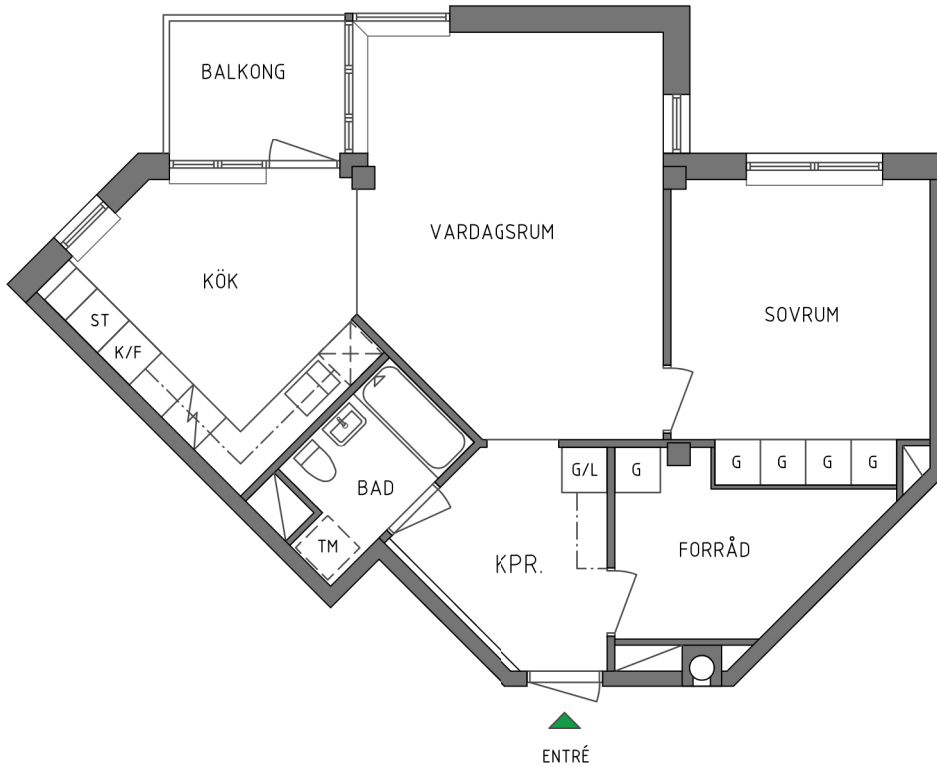 BALKONG
VARDAGSRUM
KÖK
SOVRUM
ST
K/F
G/L
G
G
G
G
G
BAD
TM
KPR.
FORRÅD
ENTRÉ